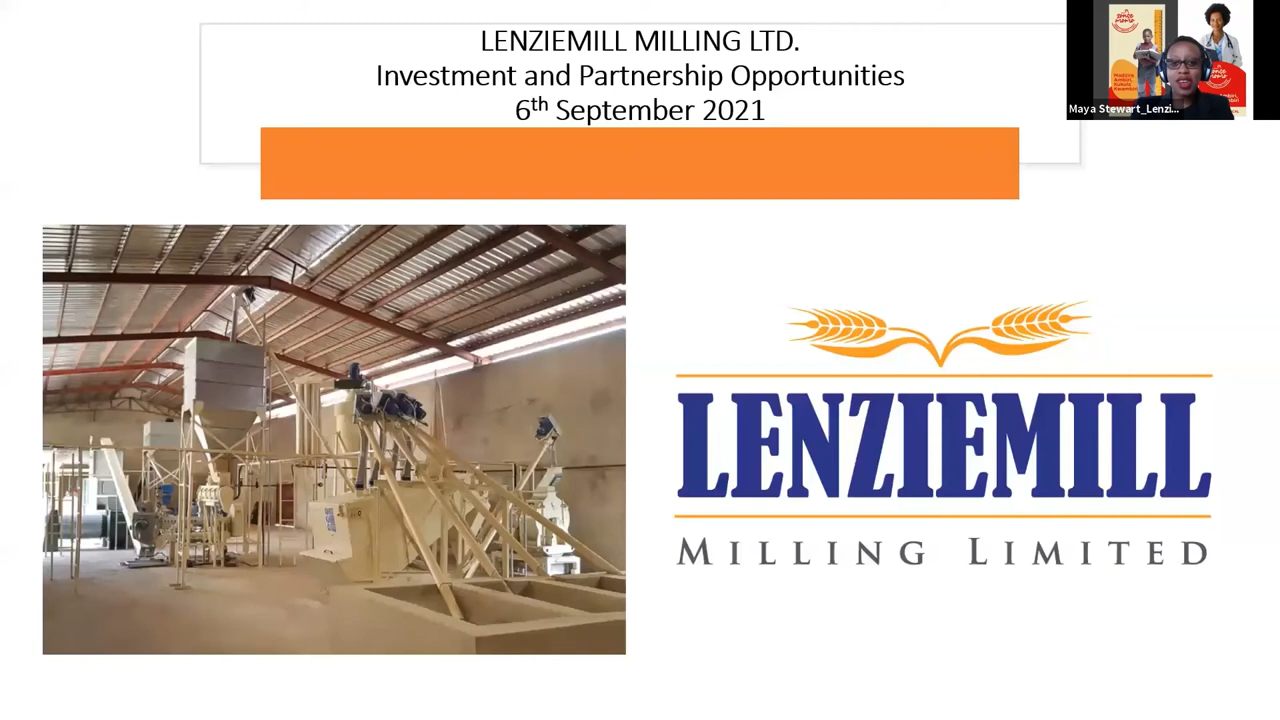 LENZIEMILL MILLING LTD.
Investment and Partnership Opportunities
6th September 2021
Maya Stewart_Lenzi...
LENZIEMILL
MILLING LIMITED